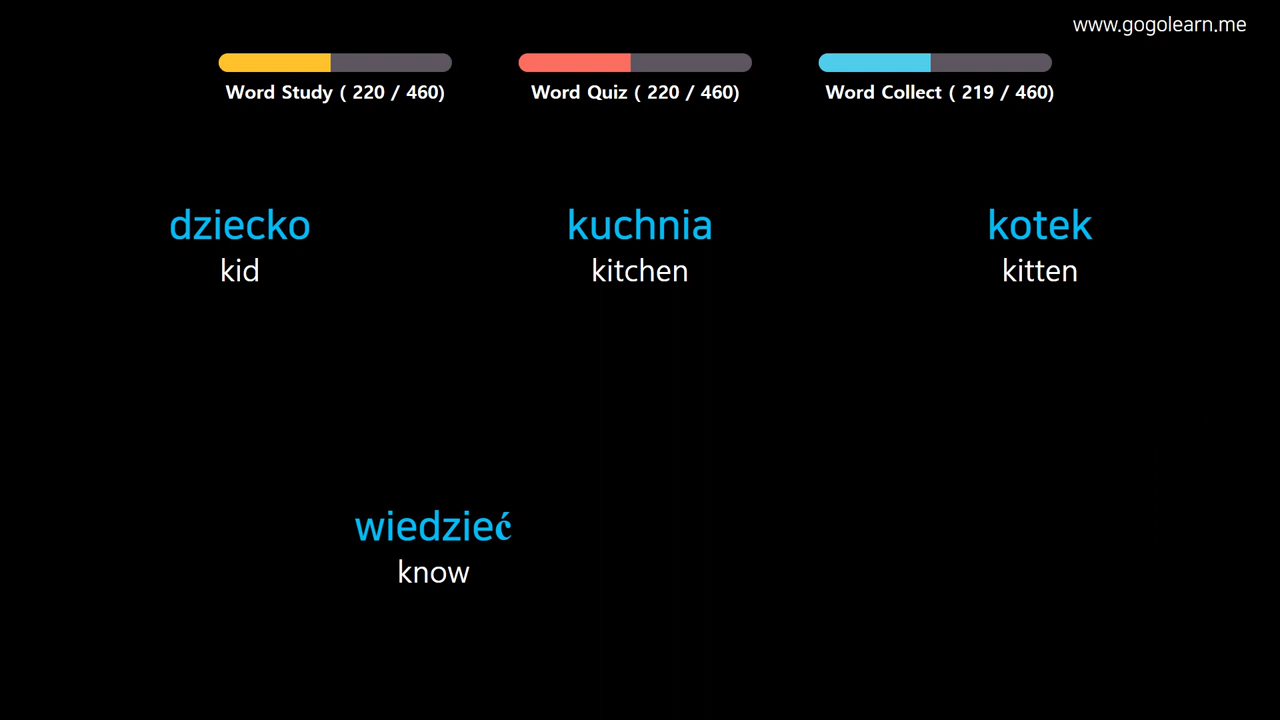 www.gogolearn.me
Word Study ( 220 / 460)
Word Quiz ( 220 / 460)
Word Collect ( 219 / 460)
dziecko
kid
kuchnia
kitchen
kotek
kitten
wiedzieć
know